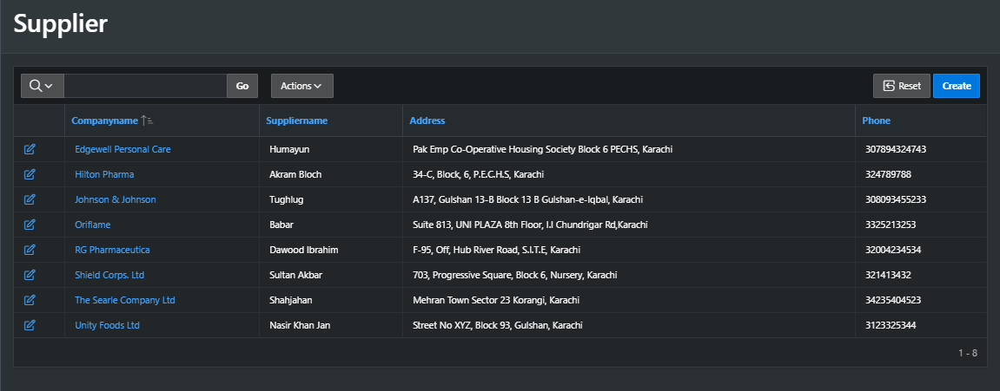 Supplier
Go Actions Reset Create
Companyname Suppliername Address Phone
Edgewell Personal Care Humayun Pak Emp Co-Operative Housing Society Block 6 PECHS, Karachi 307894324743
Hilton Pharma Akram Bloch 34-C, Block, 6, P.E.C.H.S, Karachi 324789788
Johnson & Johnson Tughlug A137, Gulshan 13-B Block 13 B Gulshan-e-Iqbal, Karachi 308093455233
Oriflame Babar Suite 813, UNI PLAZA 8th Floor, I.I Chundrigar Rd,Karachi 3325213253
RG Pharmaceutica Dawood Ibrahim F-95, Off, Hub River Road, S.I.T.E, Karachi 32004234534
Shield Corps. Ltd Sultan Akbar 703, Progressive Square, Block 6, Nursery, Karachi 321413432
The Searle Company Ltd Shahjahan Mehran Town Sector 23 Korangi, Karachi 34235404523
Unity Foods Ltd Nasir Khan Jan Street No XYZ, Block 93, Gulshan, Karachi 3123325344
1 - 8